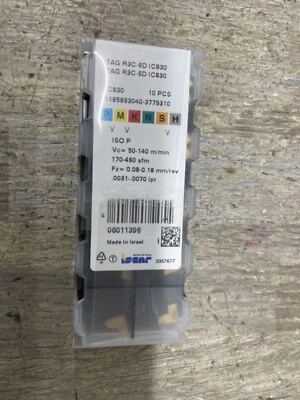 TAG R3C-6D IC830
TAG R3C-6D IC830
IC830 10 PCS
P M K N S H
V V V
ISO P
Vc= 50-140 m/min
170-460 sfm
Fz= 0.08-0.18 mm/rev
.0031-.0070 ipr
G
06011396
Made in Israel
iscar
3357677